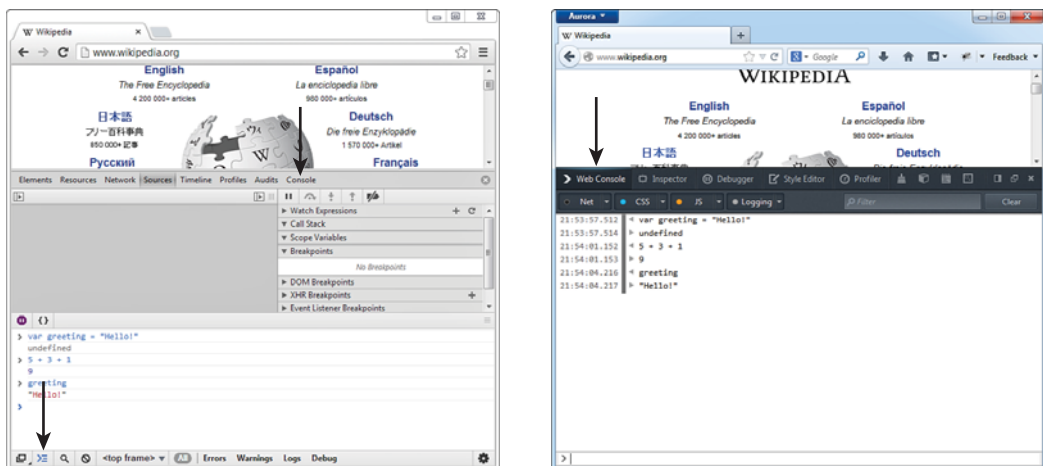 Wikipedia
www.wikipedia.org
English Español
The Free Encyclopedia La enciclopedia libre
4 200 000+ articles 980 000+ artículos
日本語 Deutsch
フリー百科事典 Die freie Enzyklopädie
850 000+ 記事 1 570 000+ Artikel
Русский Français
Elements Resources Network Sources Timeline Profiles Audits Console
Watch Expressions
Call Stack
Scope Variables
Breakpoints
No Breakpoints
DOM Breakpoints
XHR Breakpoints
Event Listener Breakpoints
> var greeting = "Hello!"
undefined
> 5 + 3 + 1
9
> greeting
"Hello!"
>
<top frame> All Errors Warnings Logs Debug
Aurora
Wikipedia
www.wikipedia.org Google Feedback
WIKIPEDIA
English Español
The Free Encyclopedia La enciclopedia libre
4 200 000+ articles 980 000+ artículos
日本語 Deutsch
Web Console Inspector Debugger Style Editor Profiler
Net CSS JS Logging Filter Clear
21:53:57.512 var greeting = "Hello!"
21:53:57.514 undefined
21:54:01.152 5 + 3 + 1
21:54:01.153 9
21:54:04.216 greeting
21:54:04.217 "Hello!"